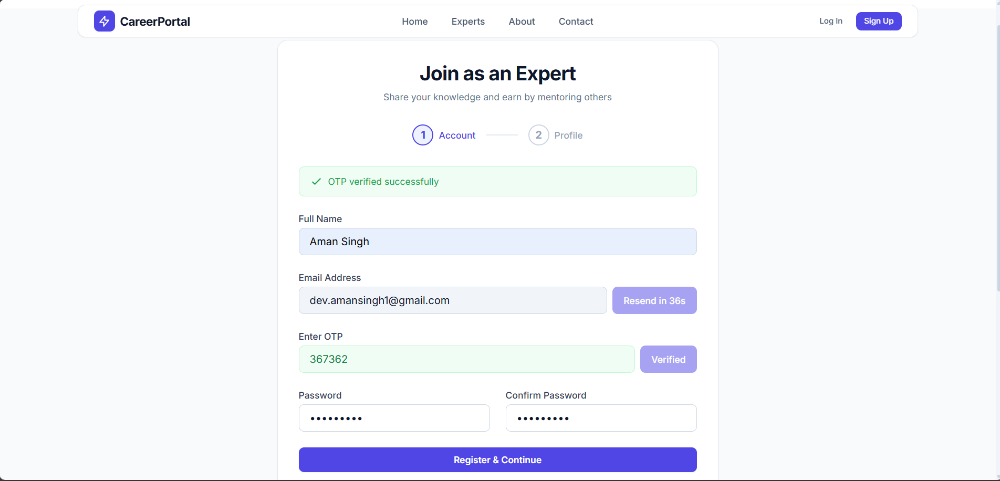 CareerPortal
Home Experts About Contact
Log In Sign Up
Join as an Expert
Share your knowledge and earn by mentoring others
1 Account 2 Profile
OTP verified successfully
Full Name
Aman Singh
Email Address
dev.amansingh1@gmail.com Resend in 36s
Enter OTP
367362 Verified
Password Confirm Password
••••••••• •••••••••
Register & Continue